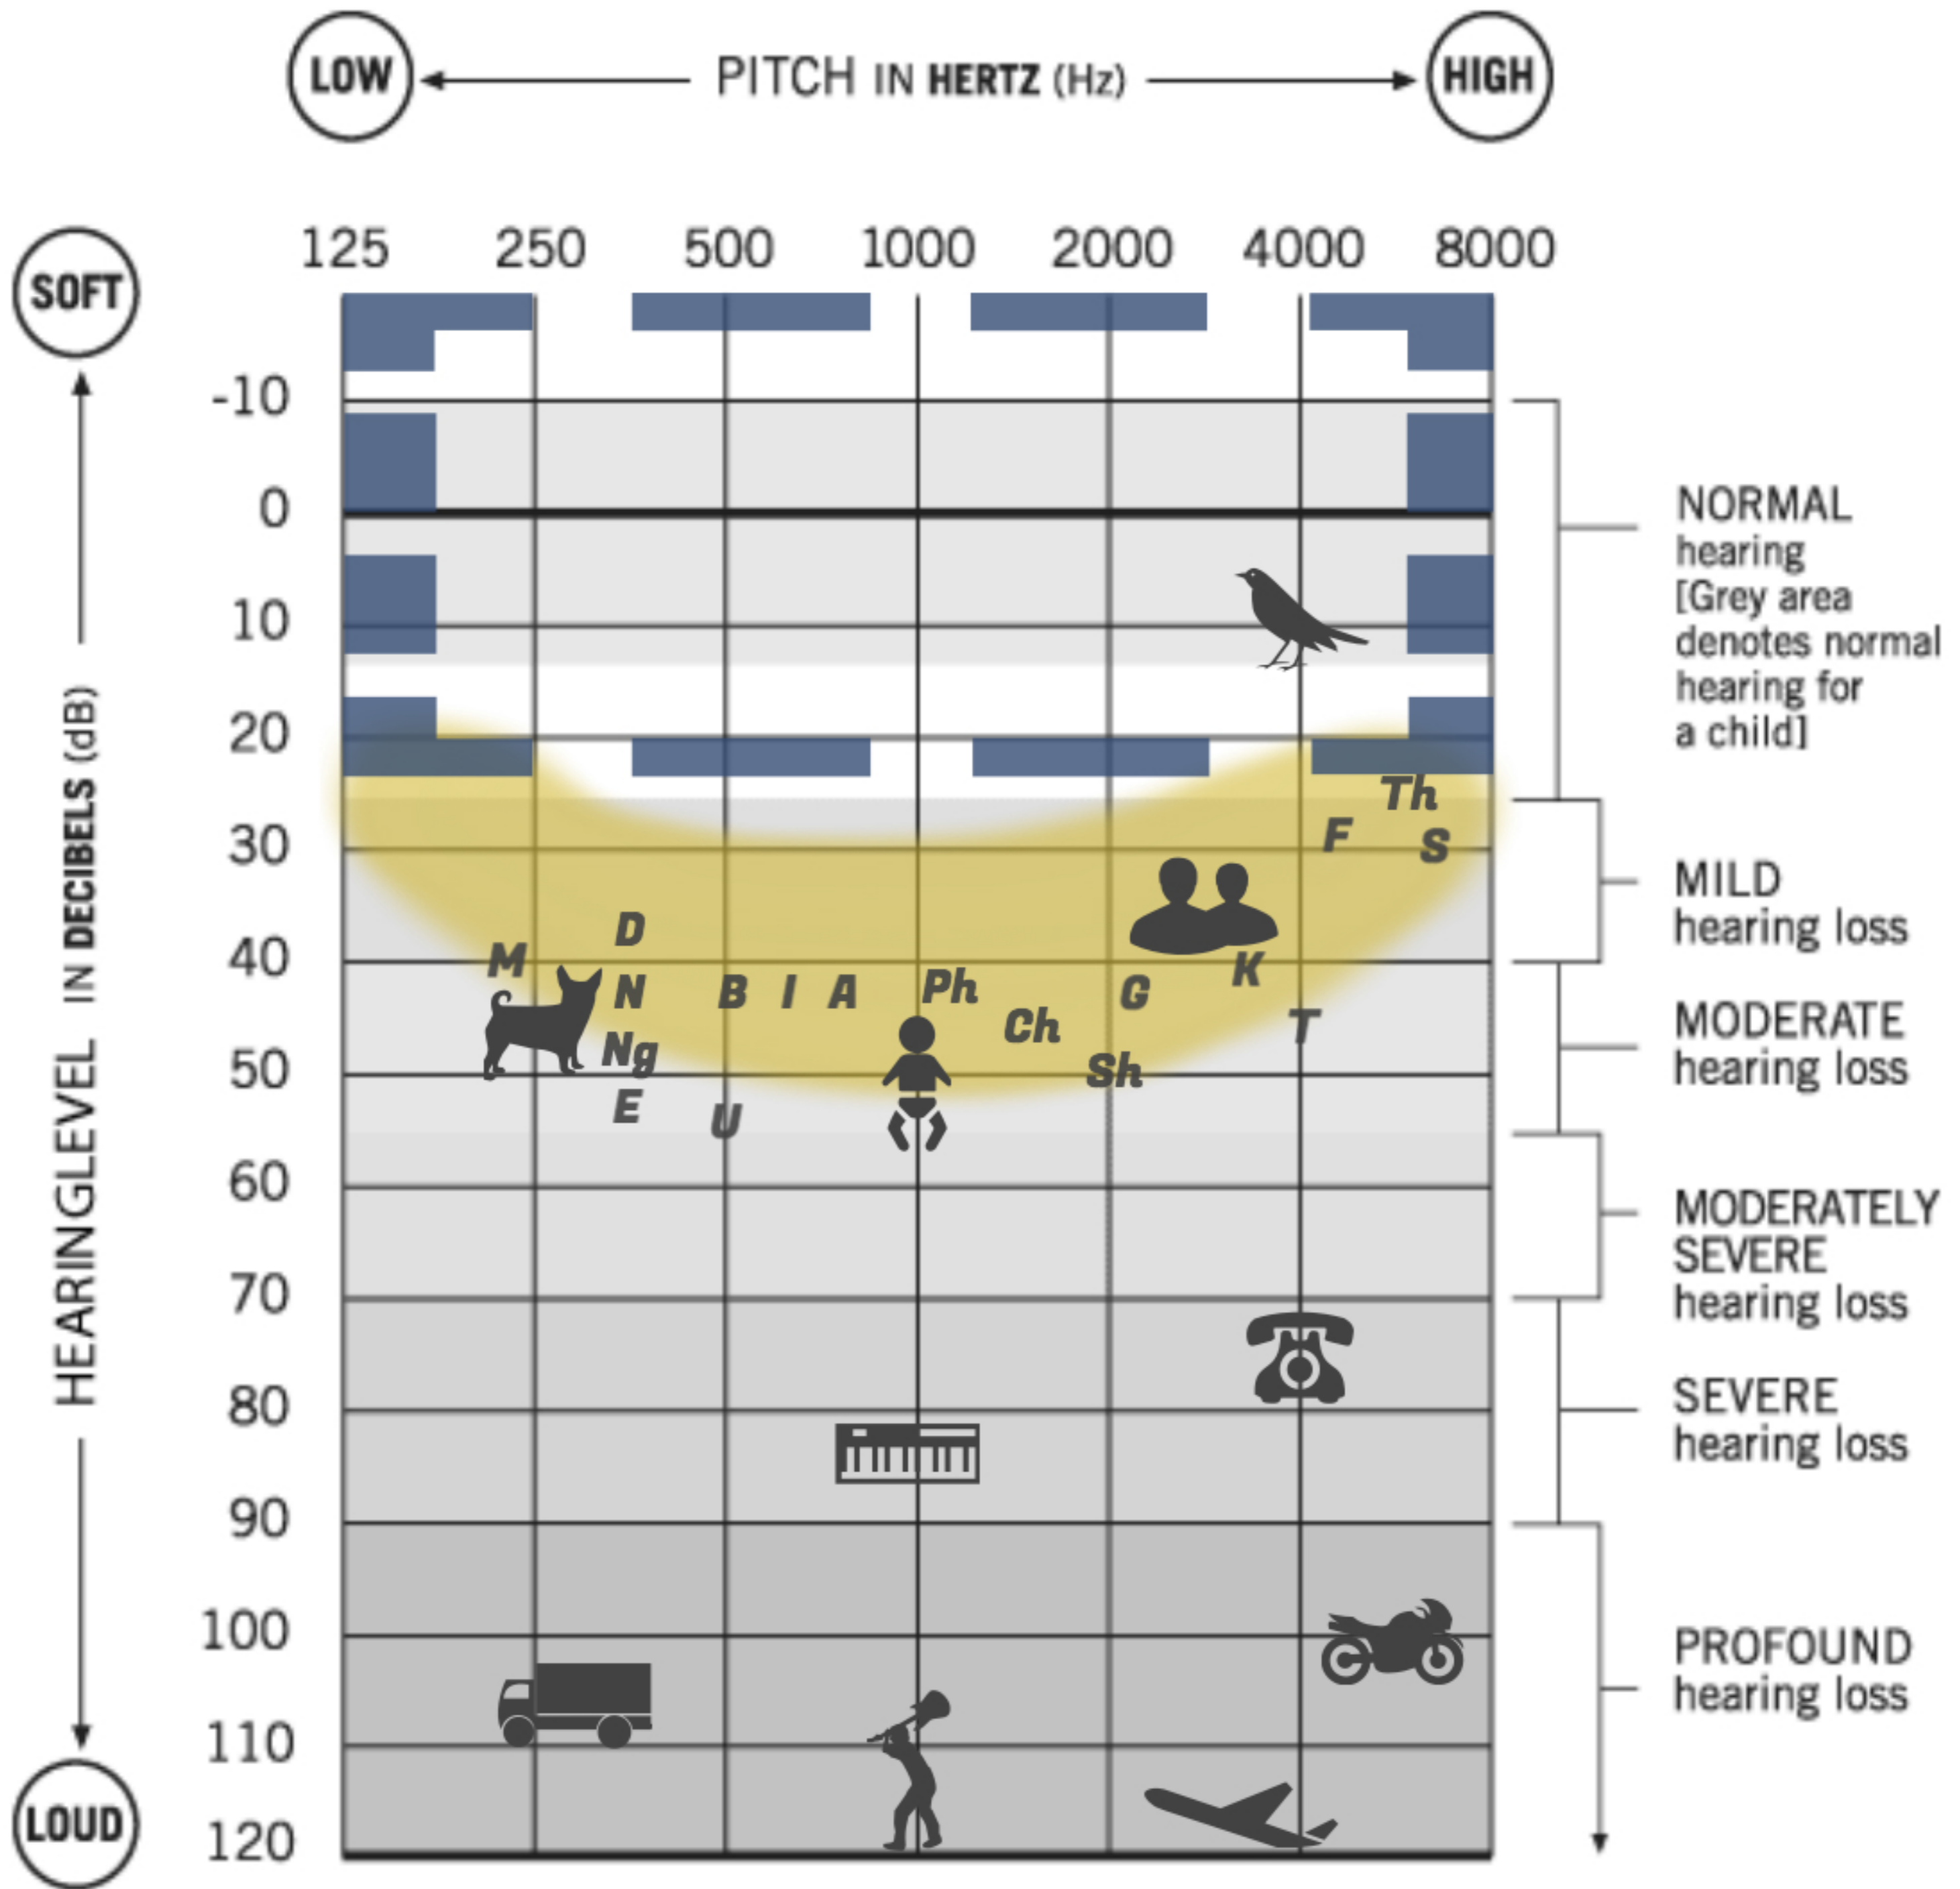 LOW
PITCH IN HERTZ (Hz)
HIGH
125 250 500 1000 2000 4000 8000
SOFT
HEARINGLEVEL IN DECIBELS (dB)
LOUD
-10
0
10
20
30
40
50
60
70
80
90
100
110
120
Th
F S
D
M K
N B I A Ph G
Ch T
Ng Sh
E U
NORMAL
hearing
[Grey area
denotes normal
hearing for
a child]
MILD
hearing loss
MODERATE
hearing loss
MODERATELY
SEVERE
hearing loss
SEVERE
hearing loss
PROFOUND
hearing loss